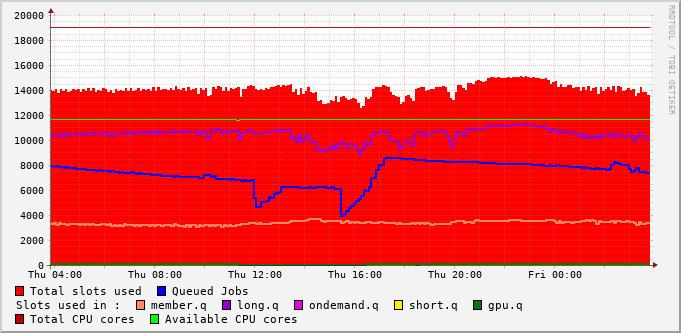 20000
18000
16000
14000
12000
10000
8000
6000
4000
2000
0
Thu 04:00 Thu 08:00 Thu 12:00 Thu 16:00 Thu 20:00 Fri 00:00
Total slots used Queued Jobs
Slots used in : member.q long.q ondemand.q short.q gpu.q
Total CPU cores Available CPU cores
RRDTOOL / TOBI OETIKER